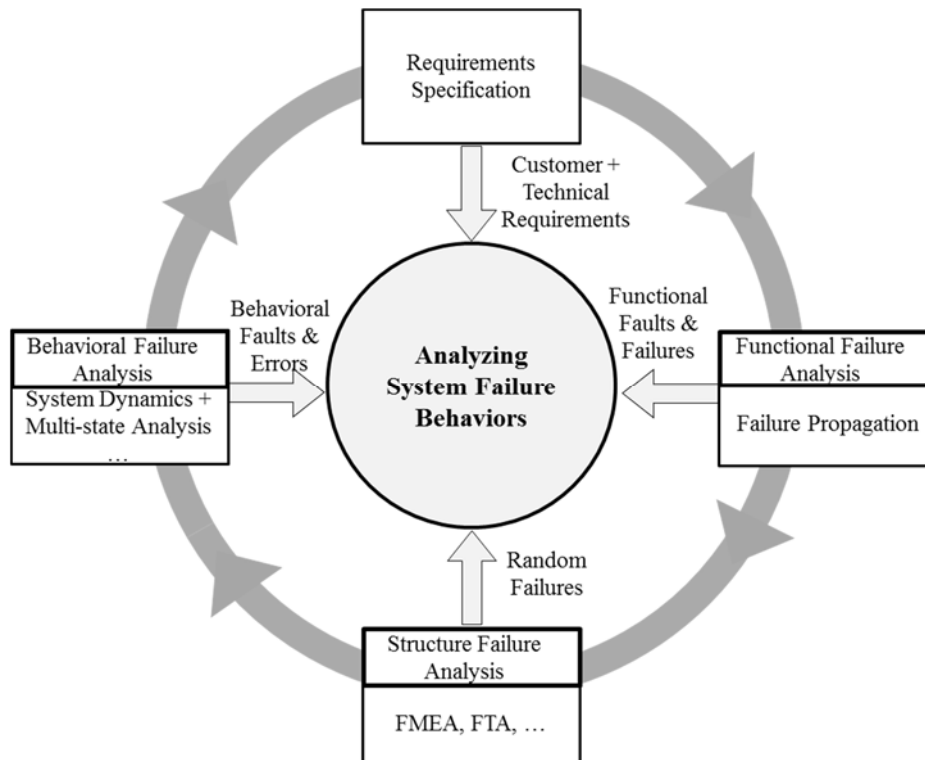 Requirements
Specification
Customer +
Technical
Requirements
Behavioral
Faults &
Errors
Functional
Faults &
Failures
Behavioral Failure
Analysis
System Dynamics +
Multi-state Analysis
…
Analyzing
System Failure
Behaviors
Functional Failure
Analysis
Failure Propagation
Random
Failures
Structure Failure
Analysis
FMEA, FTA, …